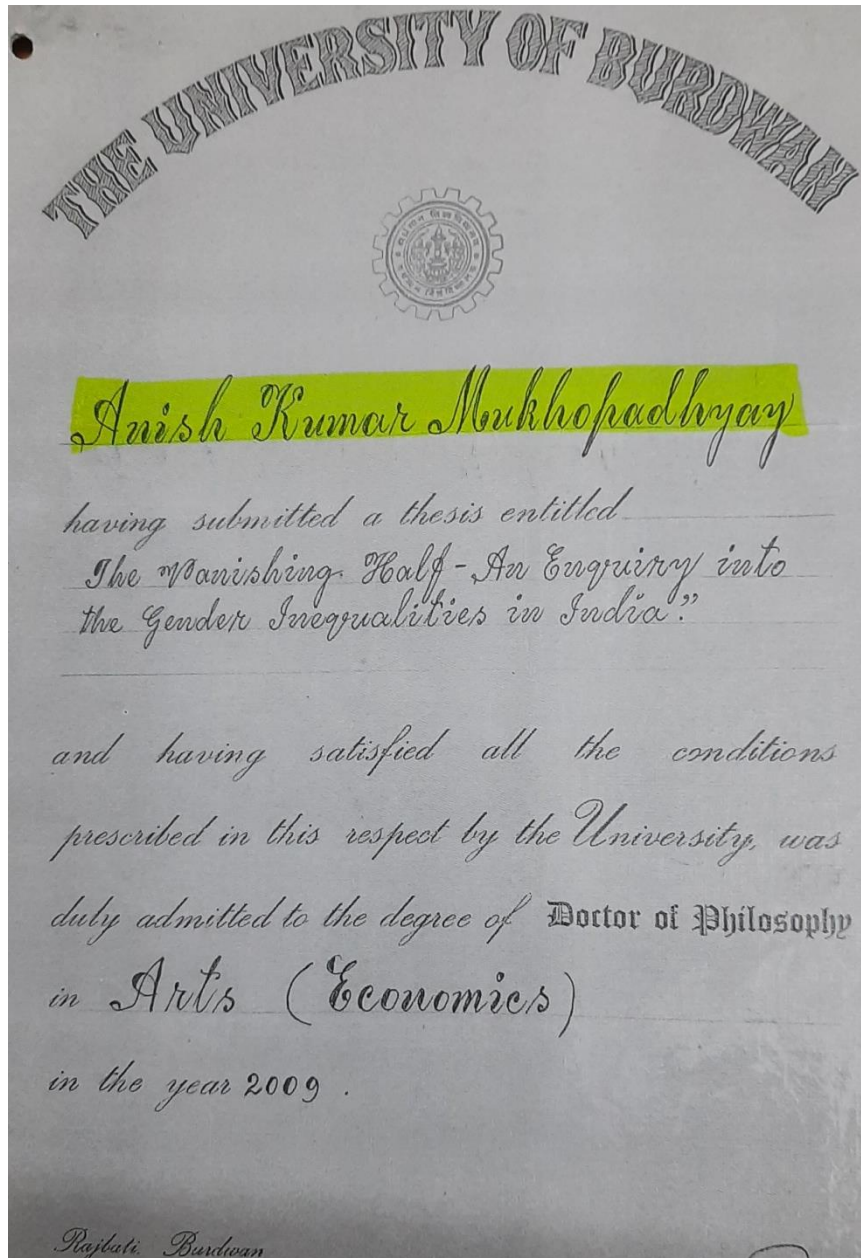 THE UNIVERSITY OF BURDWAN
Anish Kumar Mukhopadhyay
having submitted a thesis entitled
The Vanishing Half - An Enquiry into
the Gender Inequalities in India."
and having satisfied all the conditions
prescribed in this respect by the University, was
duly admitted to the degree of Doctor of Philosophy
in Arts (Economics)
in the year 2009 .
Rajbati, Burdwan